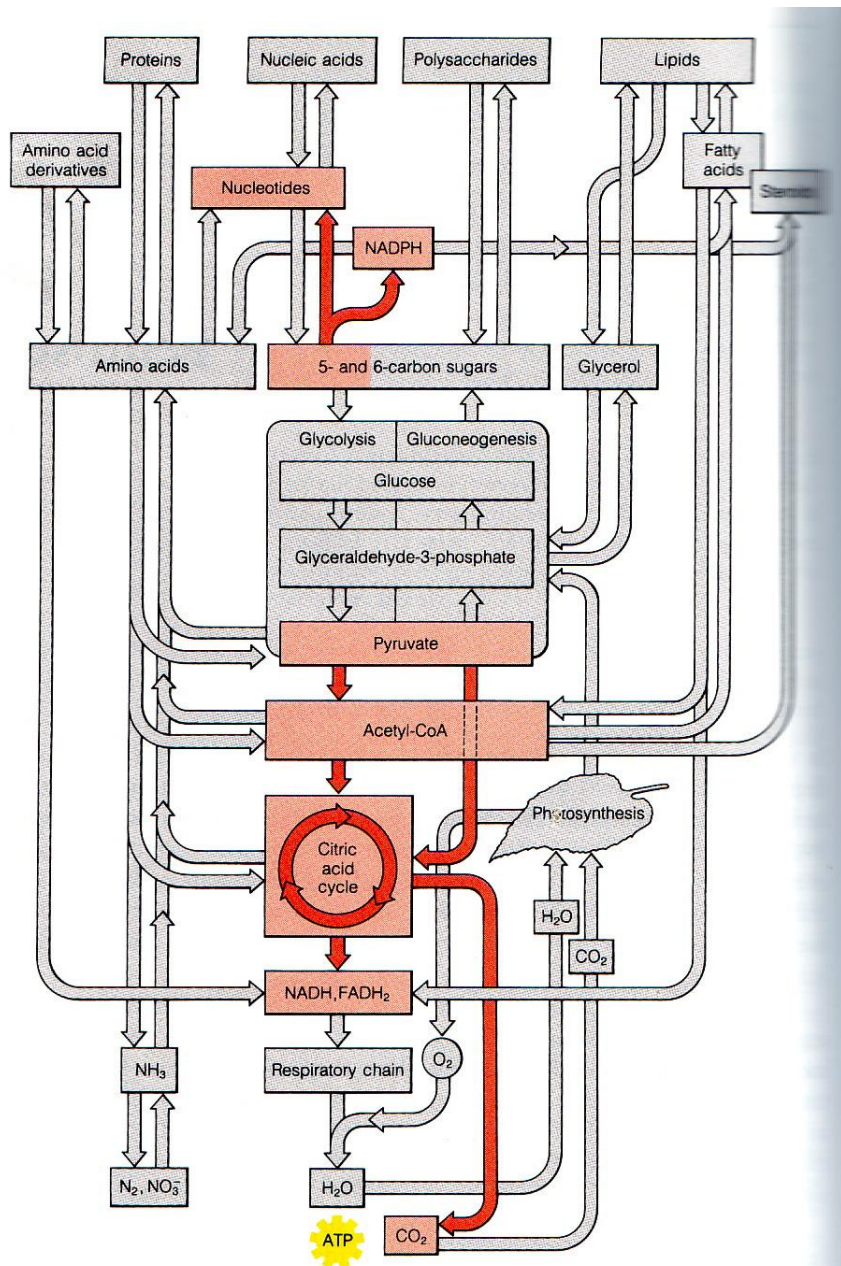 Proteins
Nucleic acids
Polysaccharides
Lipids
Amino acid
derivatives
Fatty
acids
Nucleotides
NADPH
Amino acids
5- and 6-carbon sugars
Glycerol
Glycolysis
Gluconeogenesis
Glucose
Glyceraldehyde-3-phosphate
Pyruvate
Acetyl-CoA
Photosynthesis
Citric
acid
cycle
H₂O
CO₂
NADH, FADH₂
O₂
NH₃
Respiratory chain
N₂, NO₃⁻
H₂O
ATP
CO₂